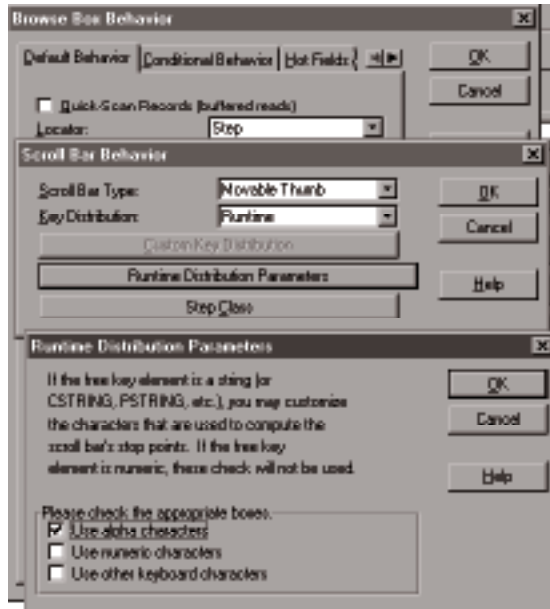 Browse Box Behavior
Default Behavior
Conditional Behavior
Hot Fields
OK
Cancel
Quick-Scan Records (buffered reads)
Locator:
Step
Scroll Bar Behavior
Scroll Bar Type:
Movable Thumb
Key Distribution:
Runtime
OK
Cancel
Help
Custom Key Distribution
Runtime Distribution Parameters
Step Class
Runtime Distribution Parameters
If the free key element is a string (or
CSTRING, PSTRING, etc.), you may customize
the characters that are used to compute the
scroll bar's stop points. If the free key
element is numeric, these check will not be used.
OK
Cancel
Help
Please check the appropriate boxes.
Use alpha characters
Use numeric characters
Use other keyboard characters